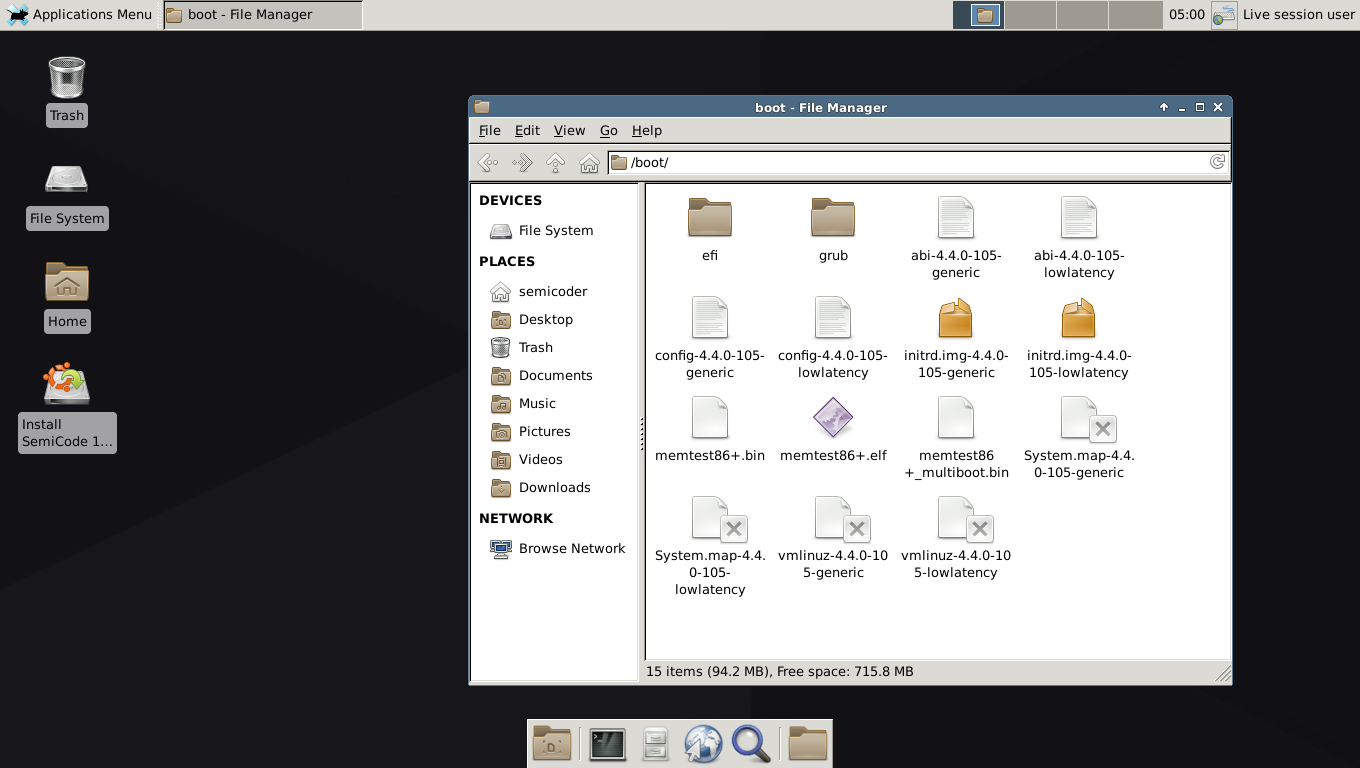 Applications Menu
boot - File Manager
05:00
Live session user
Trash
File System
Home
Install
SemiCode 1...
boot - File Manager
File Edit View Go Help
/boot/
DEVICES
File System
PLACES
semicoder
Desktop
Trash
Documents
Music
Pictures
Videos
Downloads
NETWORK
Browse Network
efi
grub
abi-4.4.0-105-
generic
abi-4.4.0-105-
lowlatency
config-4.4.0-105-
generic
config-4.4.0-105-
lowlatency
initrd.img-4.4.0-
105-generic
initrd.img-4.4.0-
105-lowlatency
memtest86+.bin
memtest86+.elf
memtest86
+_multiboot.bin
System.map-4.4.
0-105-generic
System.map-4.4.
0-105-
lowlatency
vmlinuz-4.4.0-10
5-generic
vmlinuz-4.4.0-10
5-lowlatency
15 items (94.2 MB), Free space: 715.8 MB
D